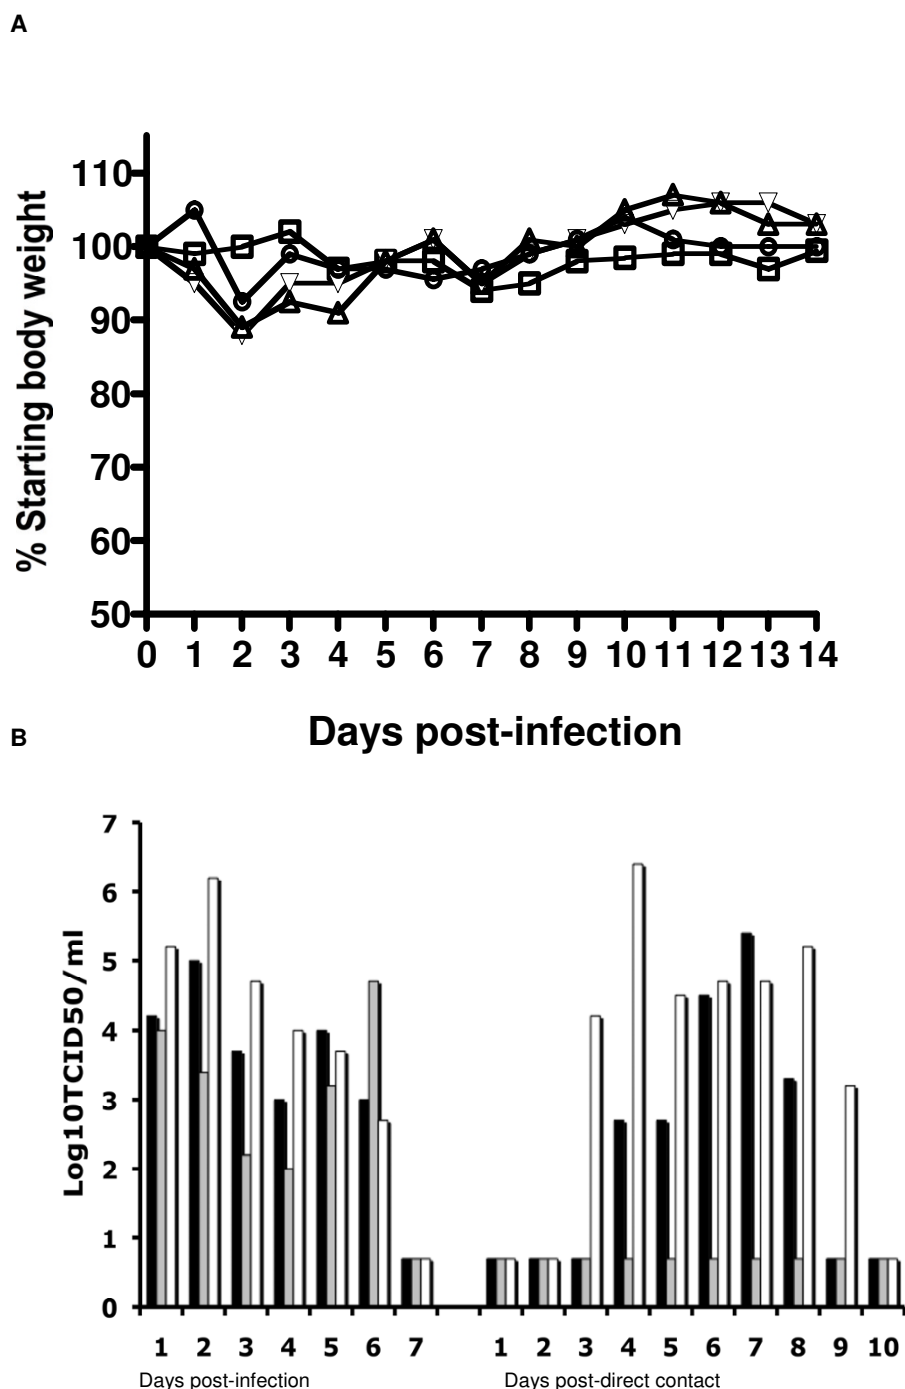 A
110
100
90
80
70
60
50
% Starting body weight
0 1 2 3 4 5 6 7 8 9 10 11 12 13 14
Days post-infection
B
7
6
5
4
3
2
1
0
Log10TCID50/ml
1 2 3 4 5 6 7 1 2 3 4 5 6 7 8 9 10
Days post-infection Days post-direct contact